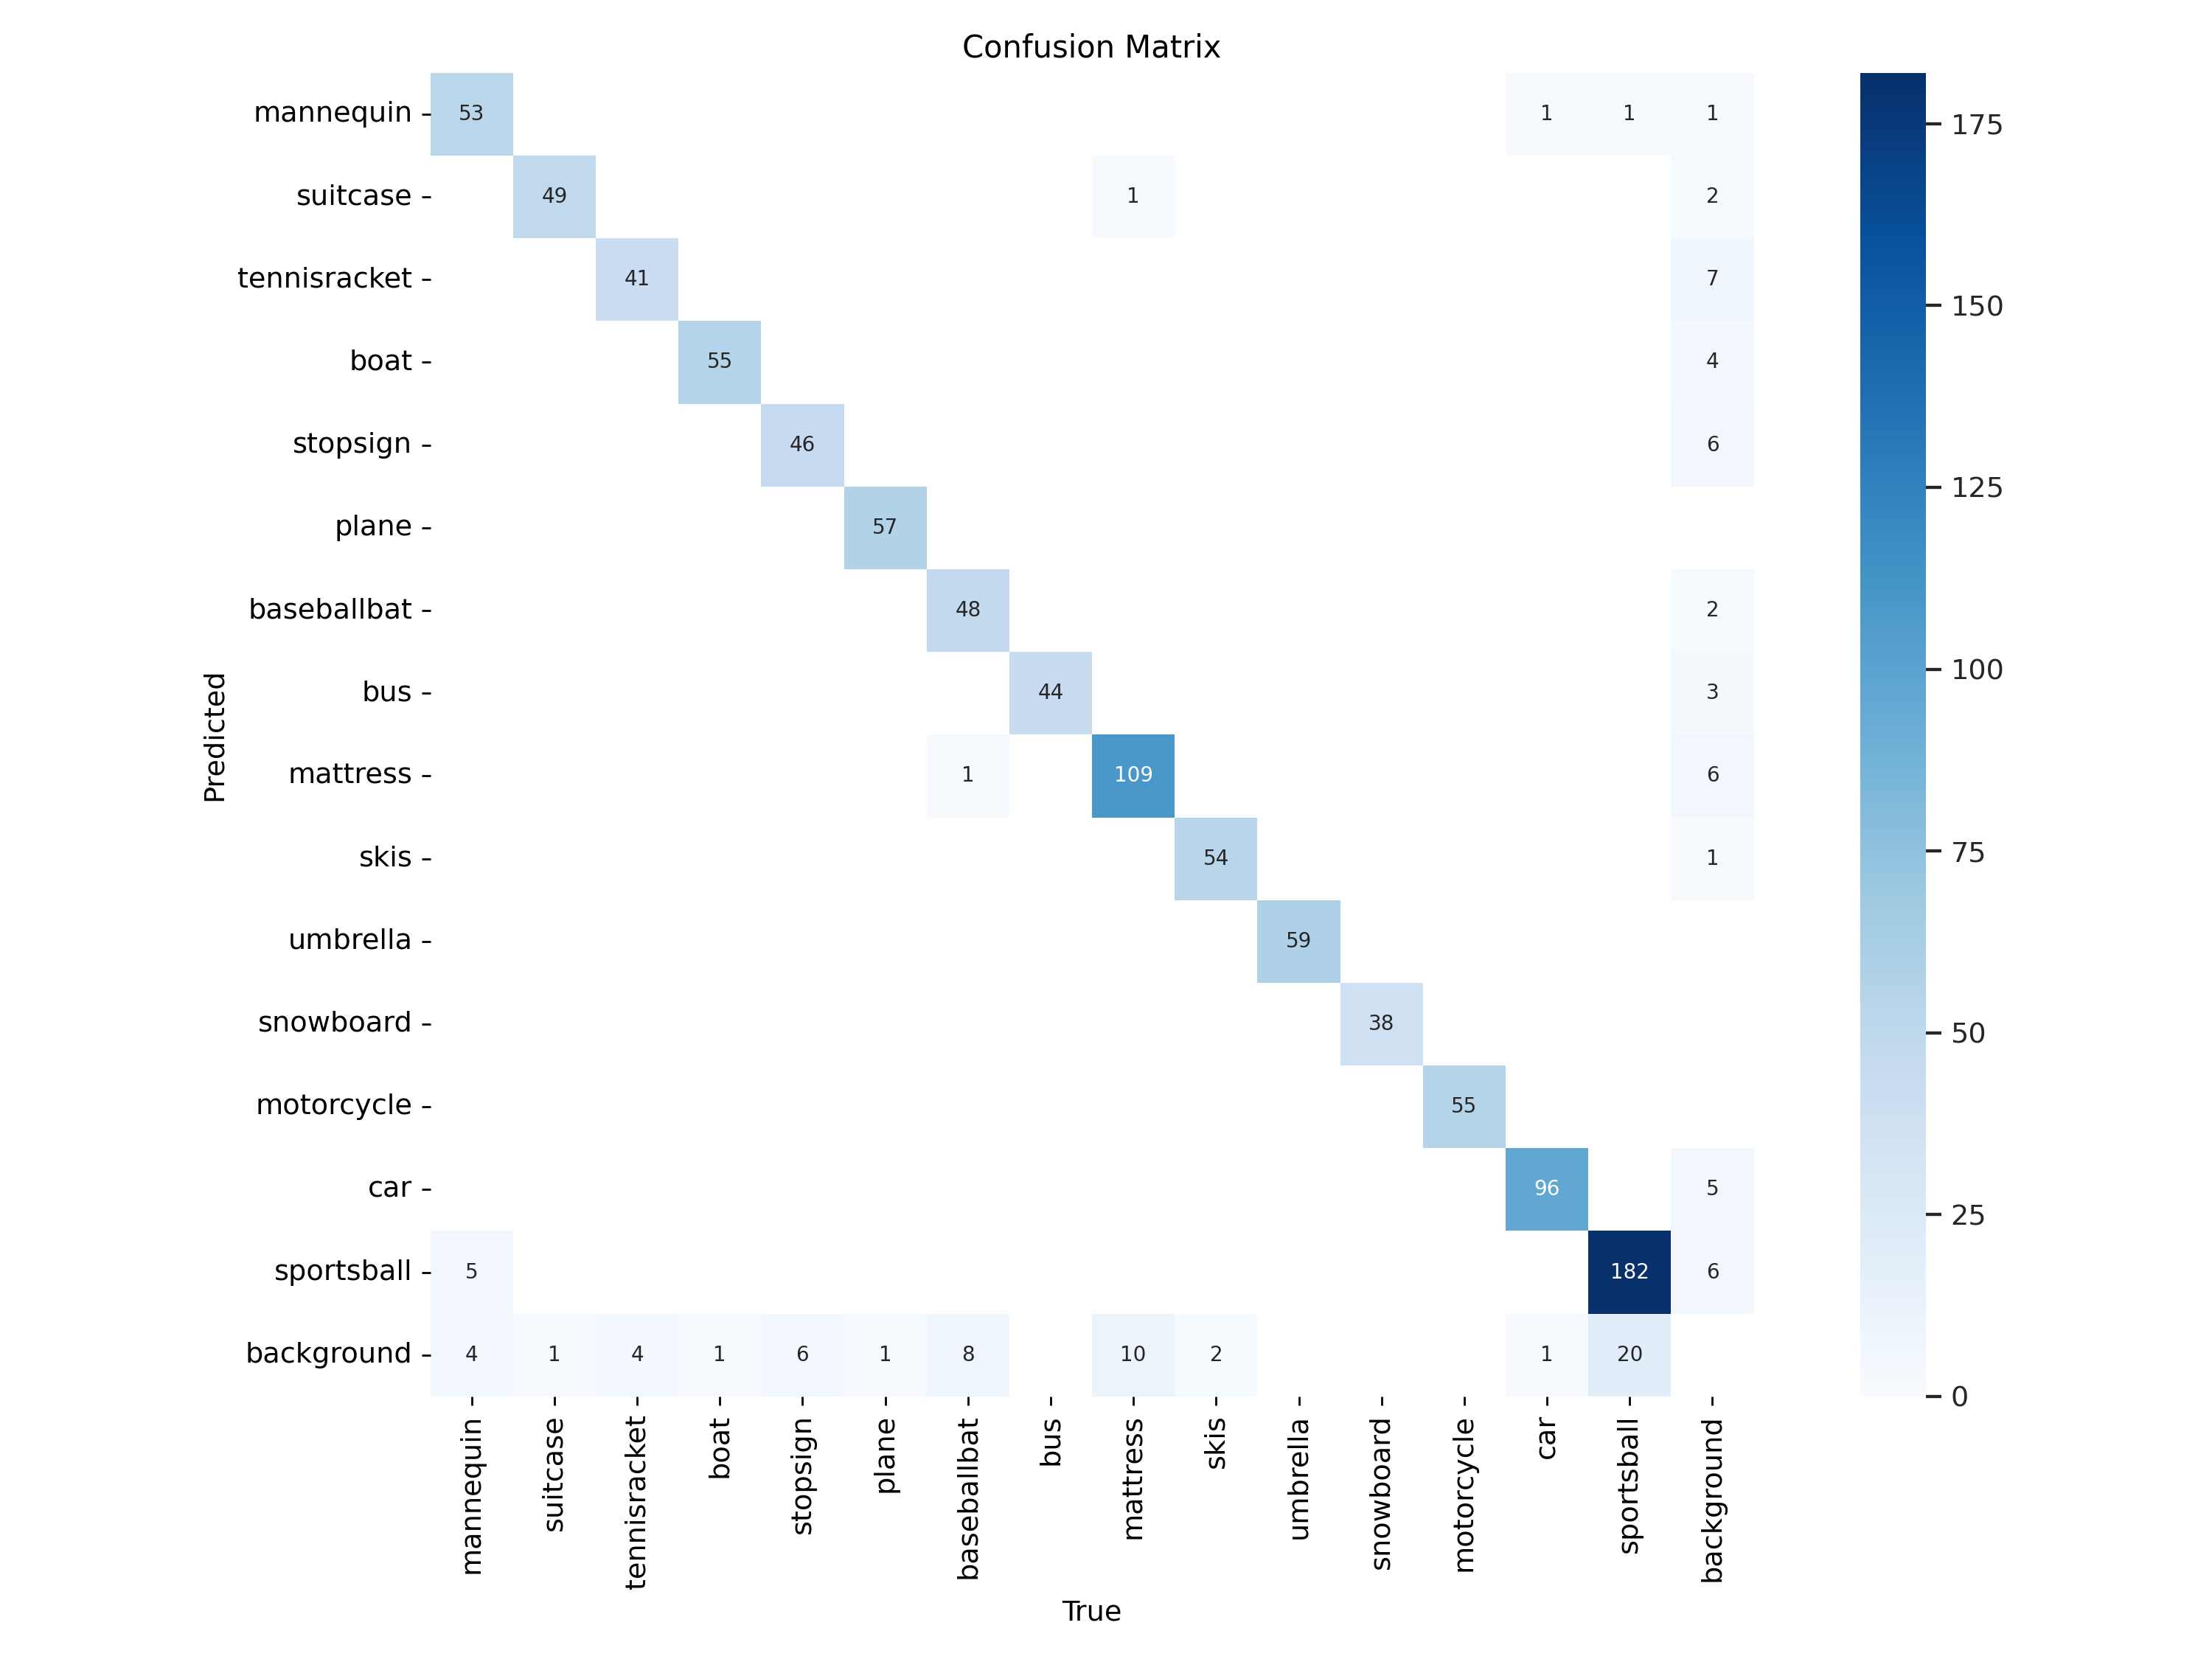 Confusion Matrix
mannequin 53 1 1 1
suitcase 49 1 2
tennisracket 41 7
boat 55 4
stopsign 46 6
plane 57
baseballbat 48 2
bus 44 3
mattress 1 109 6
skis 54 1
umbrella 59
snowboard 38
motorcycle 55
car 96 5
sportsball 5 182 6
background 4 1 4 1 6 1 8 10 2 1 20
Predicted
mannequin suitcase tennisracket boat stopsign plane baseballbat bus mattress skis umbrella snowboard motorcycle car sportsball background
True
175
150
125
100
75
50
25
0